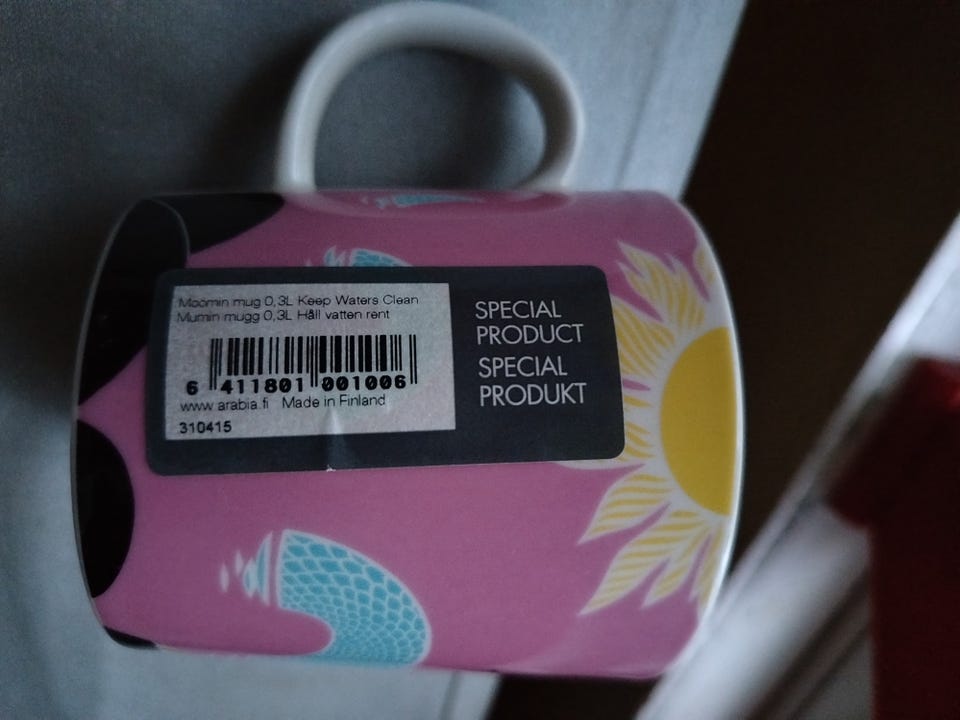 Moomin mug 0,3L Keep Waters Clean
Mumin mugg 0,3L Håll vatten rent
6 411801 001006
www.arabia.fi Made in Finland
310415
SPECIAL
PRODUCT
SPECIAL
PRODUKT